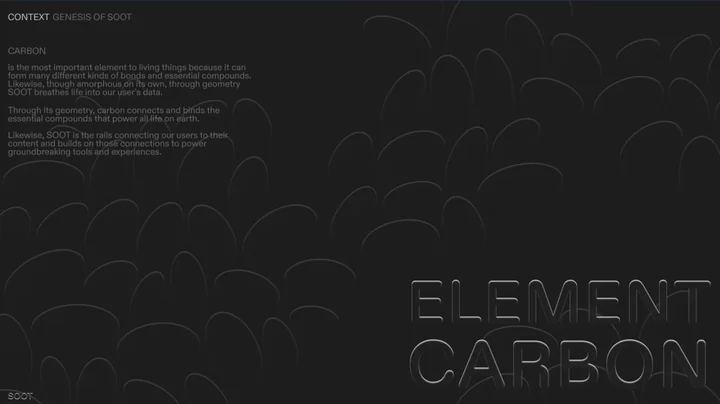 CONTEXT GENESIS OF SOOT
CARBON
is the most important element to living things because it can
form many different kinds of bonds and essential compounds.
Likewise, though amorphous on its own, through geometry
SOOT breathes life into our user's data.
Through its geometry, carbon connects and binds the
essential compounds that power all life on earth.
Likewise, SOOT is the rails connecting our users to their
content and builds on those connections to power
groundbreaking tools and experiences.
ELEMENT
CARBON
SOOT